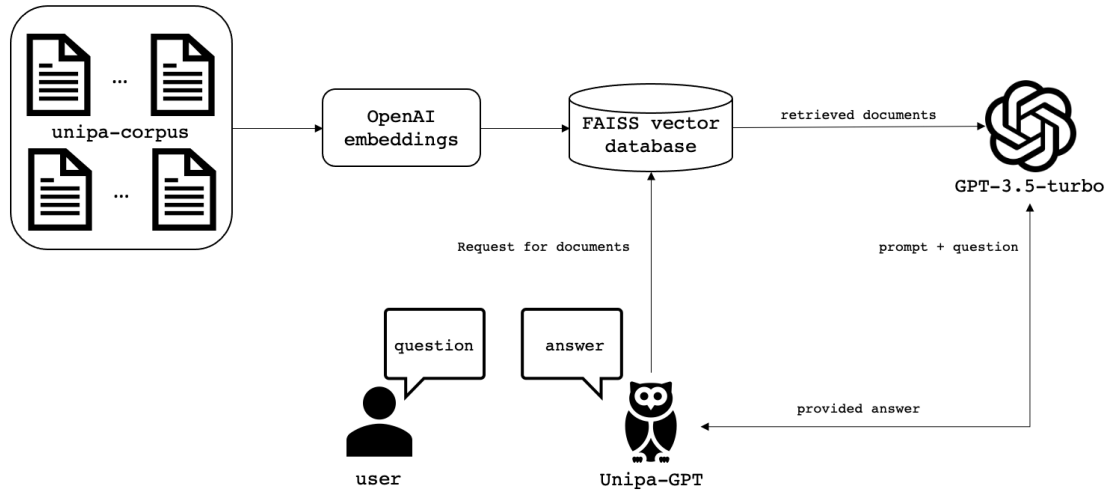 ...
unipa-corpus
...
OpenAI
embeddings
FAISS vector
database
retrieved documents
GPT-3.5-turbo
Request for documents
prompt + question
question
answer
provided answer
user
Unipa-GPT